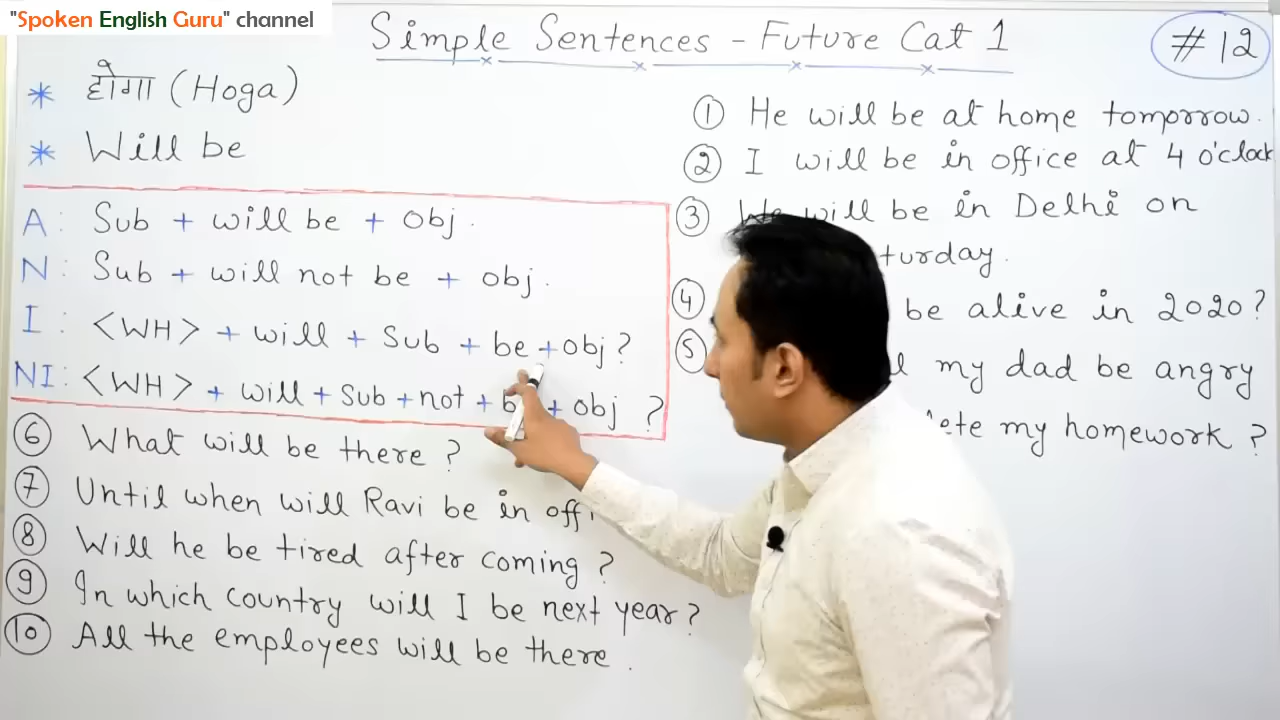 "Spoken English Guru" channel
Simple Sentences - Future Cat 1
#12
* होगा (Hoga)
* Will be
A: Sub + will be + Obj.
N: Sub + will not be + obj.
I: <WH> + will + Sub + be + obj ?
NI: <WH> + will + Sub + not + + obj ?
① He will be at home tomorrow.
② I will be in office at 4 o'clock
③ We will be in Delhi on
④ be alive in 2020?
⑤ my dad be angry
my homework ?
⑥ What will be there ?
⑦ Until when will Ravi be in
⑧ Will he be tired after coming ?
⑨ In which country will I be next year?
⑩ All the employees will be there.